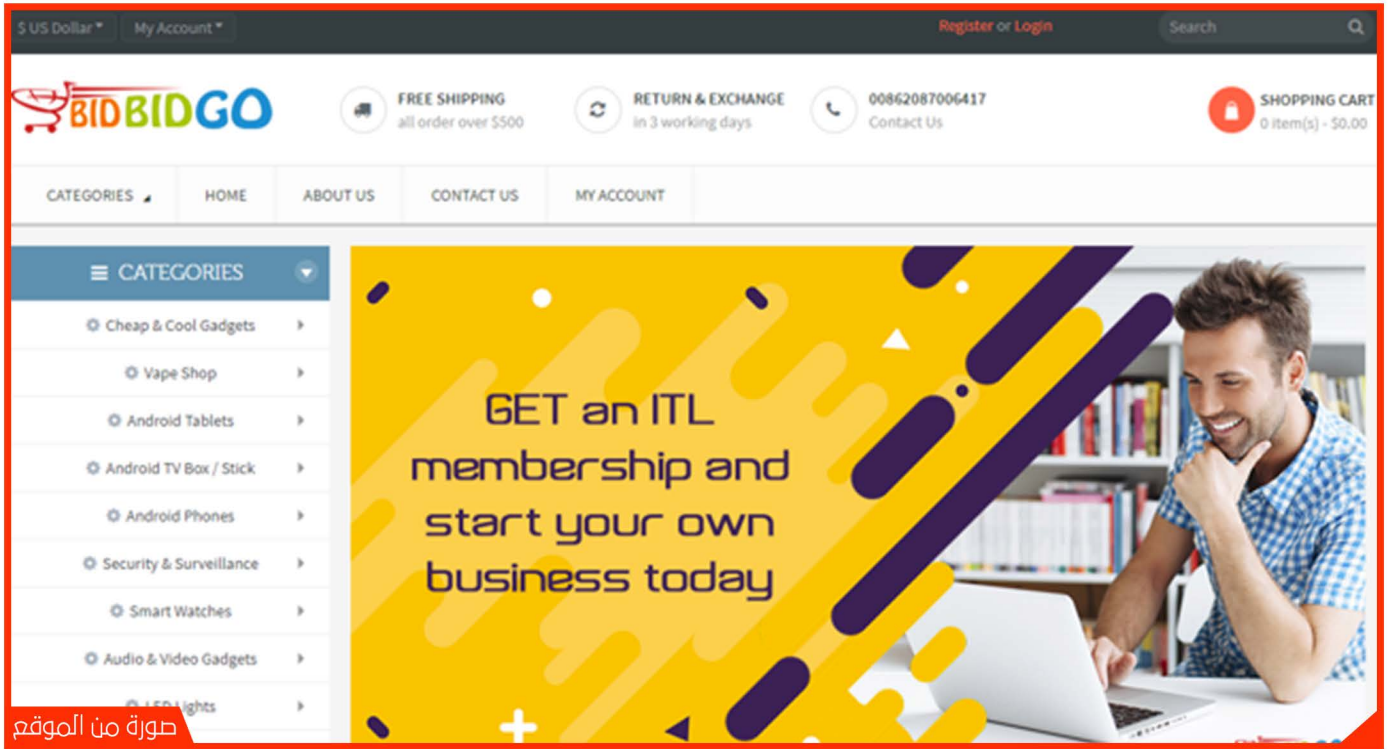 $ US Dollar
My Account
Register or Login
Search
BIDBIDGO
FREE SHIPPING
all order over $500
RETURN & EXCHANGE
in 3 working days
00862087006417
Contact Us
SHOPPING CART
0 item(s) - $0.00
CATEGORIES
HOME
ABOUT US
CONTACT US
MY ACCOUNT
CATEGORIES
Cheap & Cool Gadgets
Vape Shop
Android Tablets
Android TV Box / Stick
Android Phones
Security & Surveillance
Smart Watches
Audio & Video Gadgets
LED Lights
GET an ITL
membership and
start your own
business today
صورة من الموقع